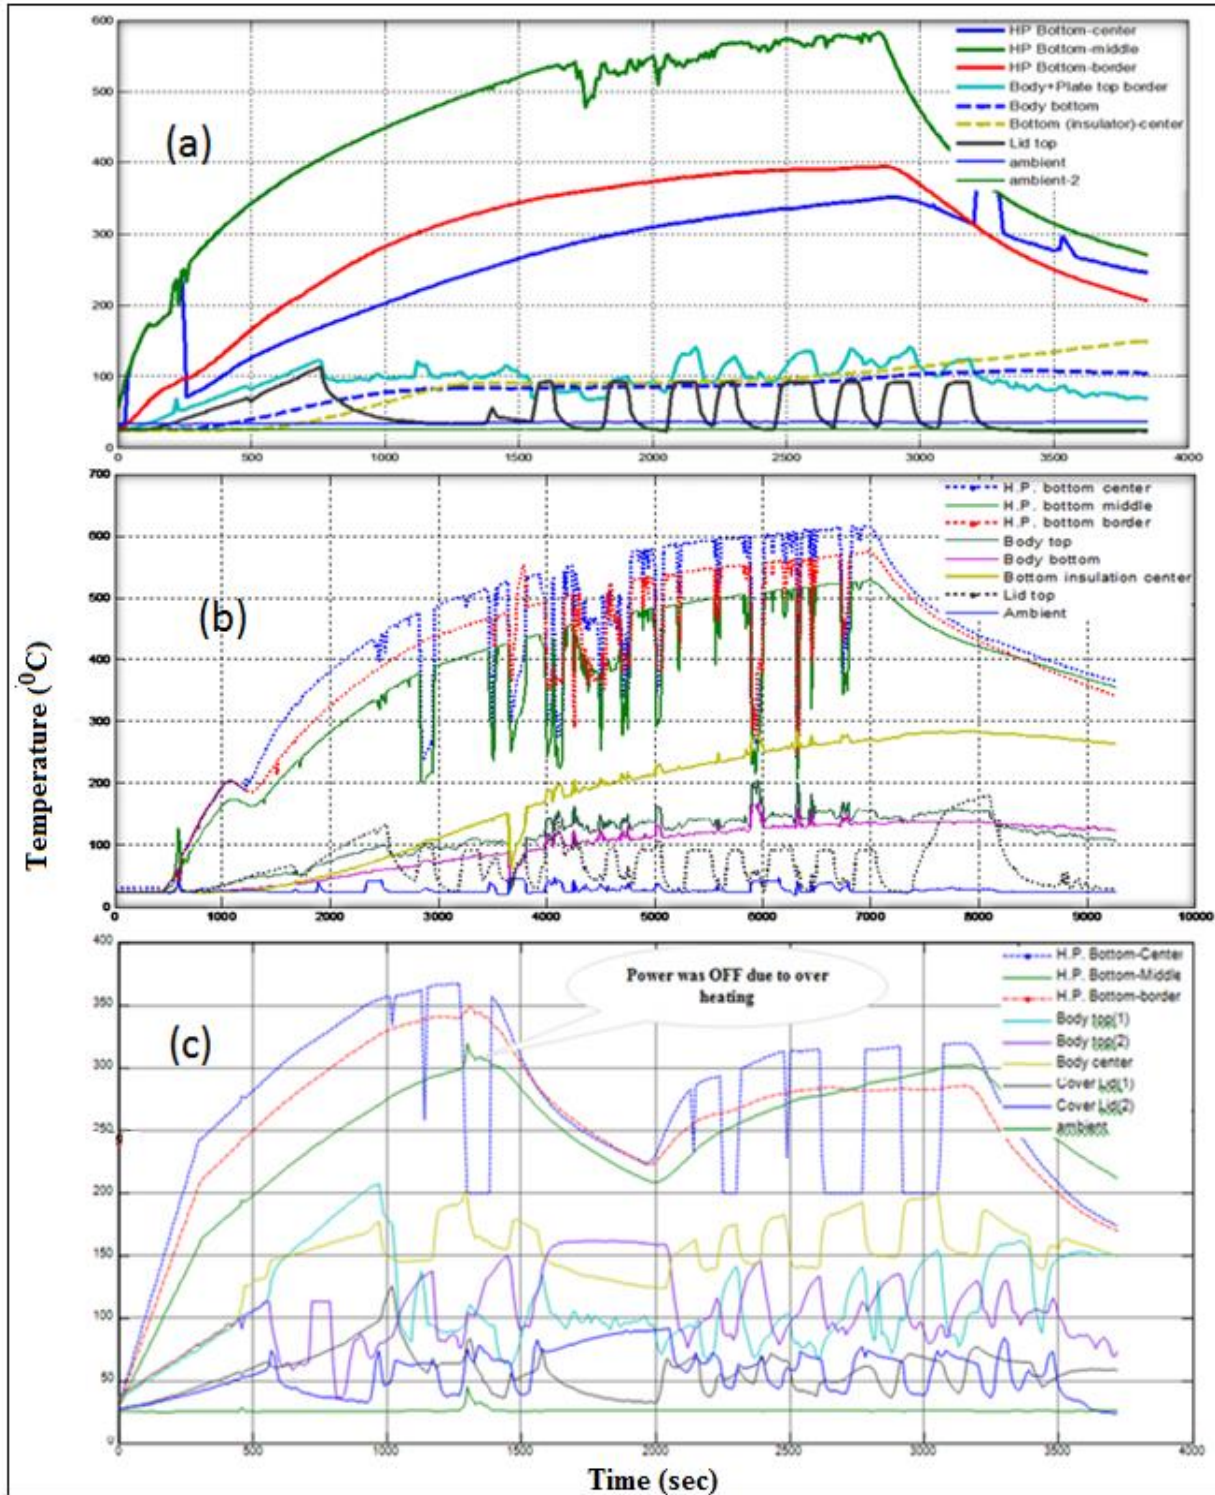 600
500
400
300
200
100
0
0 500 1000 1500 2000 2500 3000 3500 4000
(a)
HP Bottom-center
HP Bottom-middle
HP Bottom-border
Body+Plate top border
Body bottom
Bottom (insulator)-center
Lid top
ambient
ambient-2
700
600
500
400
300
200
100
0
0 1000 2000 3000 4000 5000 6000 7000 8000 9000 10000
(b)
H.P. bottom center
H.P. bottom middle
H.P. bottom border
Body top
Body bottom
Bottom insulation center
Lid top
Ambient
Temperature (⁰C)
400
350
300
250
200
150
100
50
0
0 500 1000 1500 2000 2500 3000 3500 4000
(c)
Power was OFF due to over
heating
H.P. Bottom-Center
H.P. Bottom-Middle
H.P. Bottom-border
Body top(1)
Body top(2)
Body center
Cover Lid(1)
Cover Lid(2)
ambient
Time (sec)